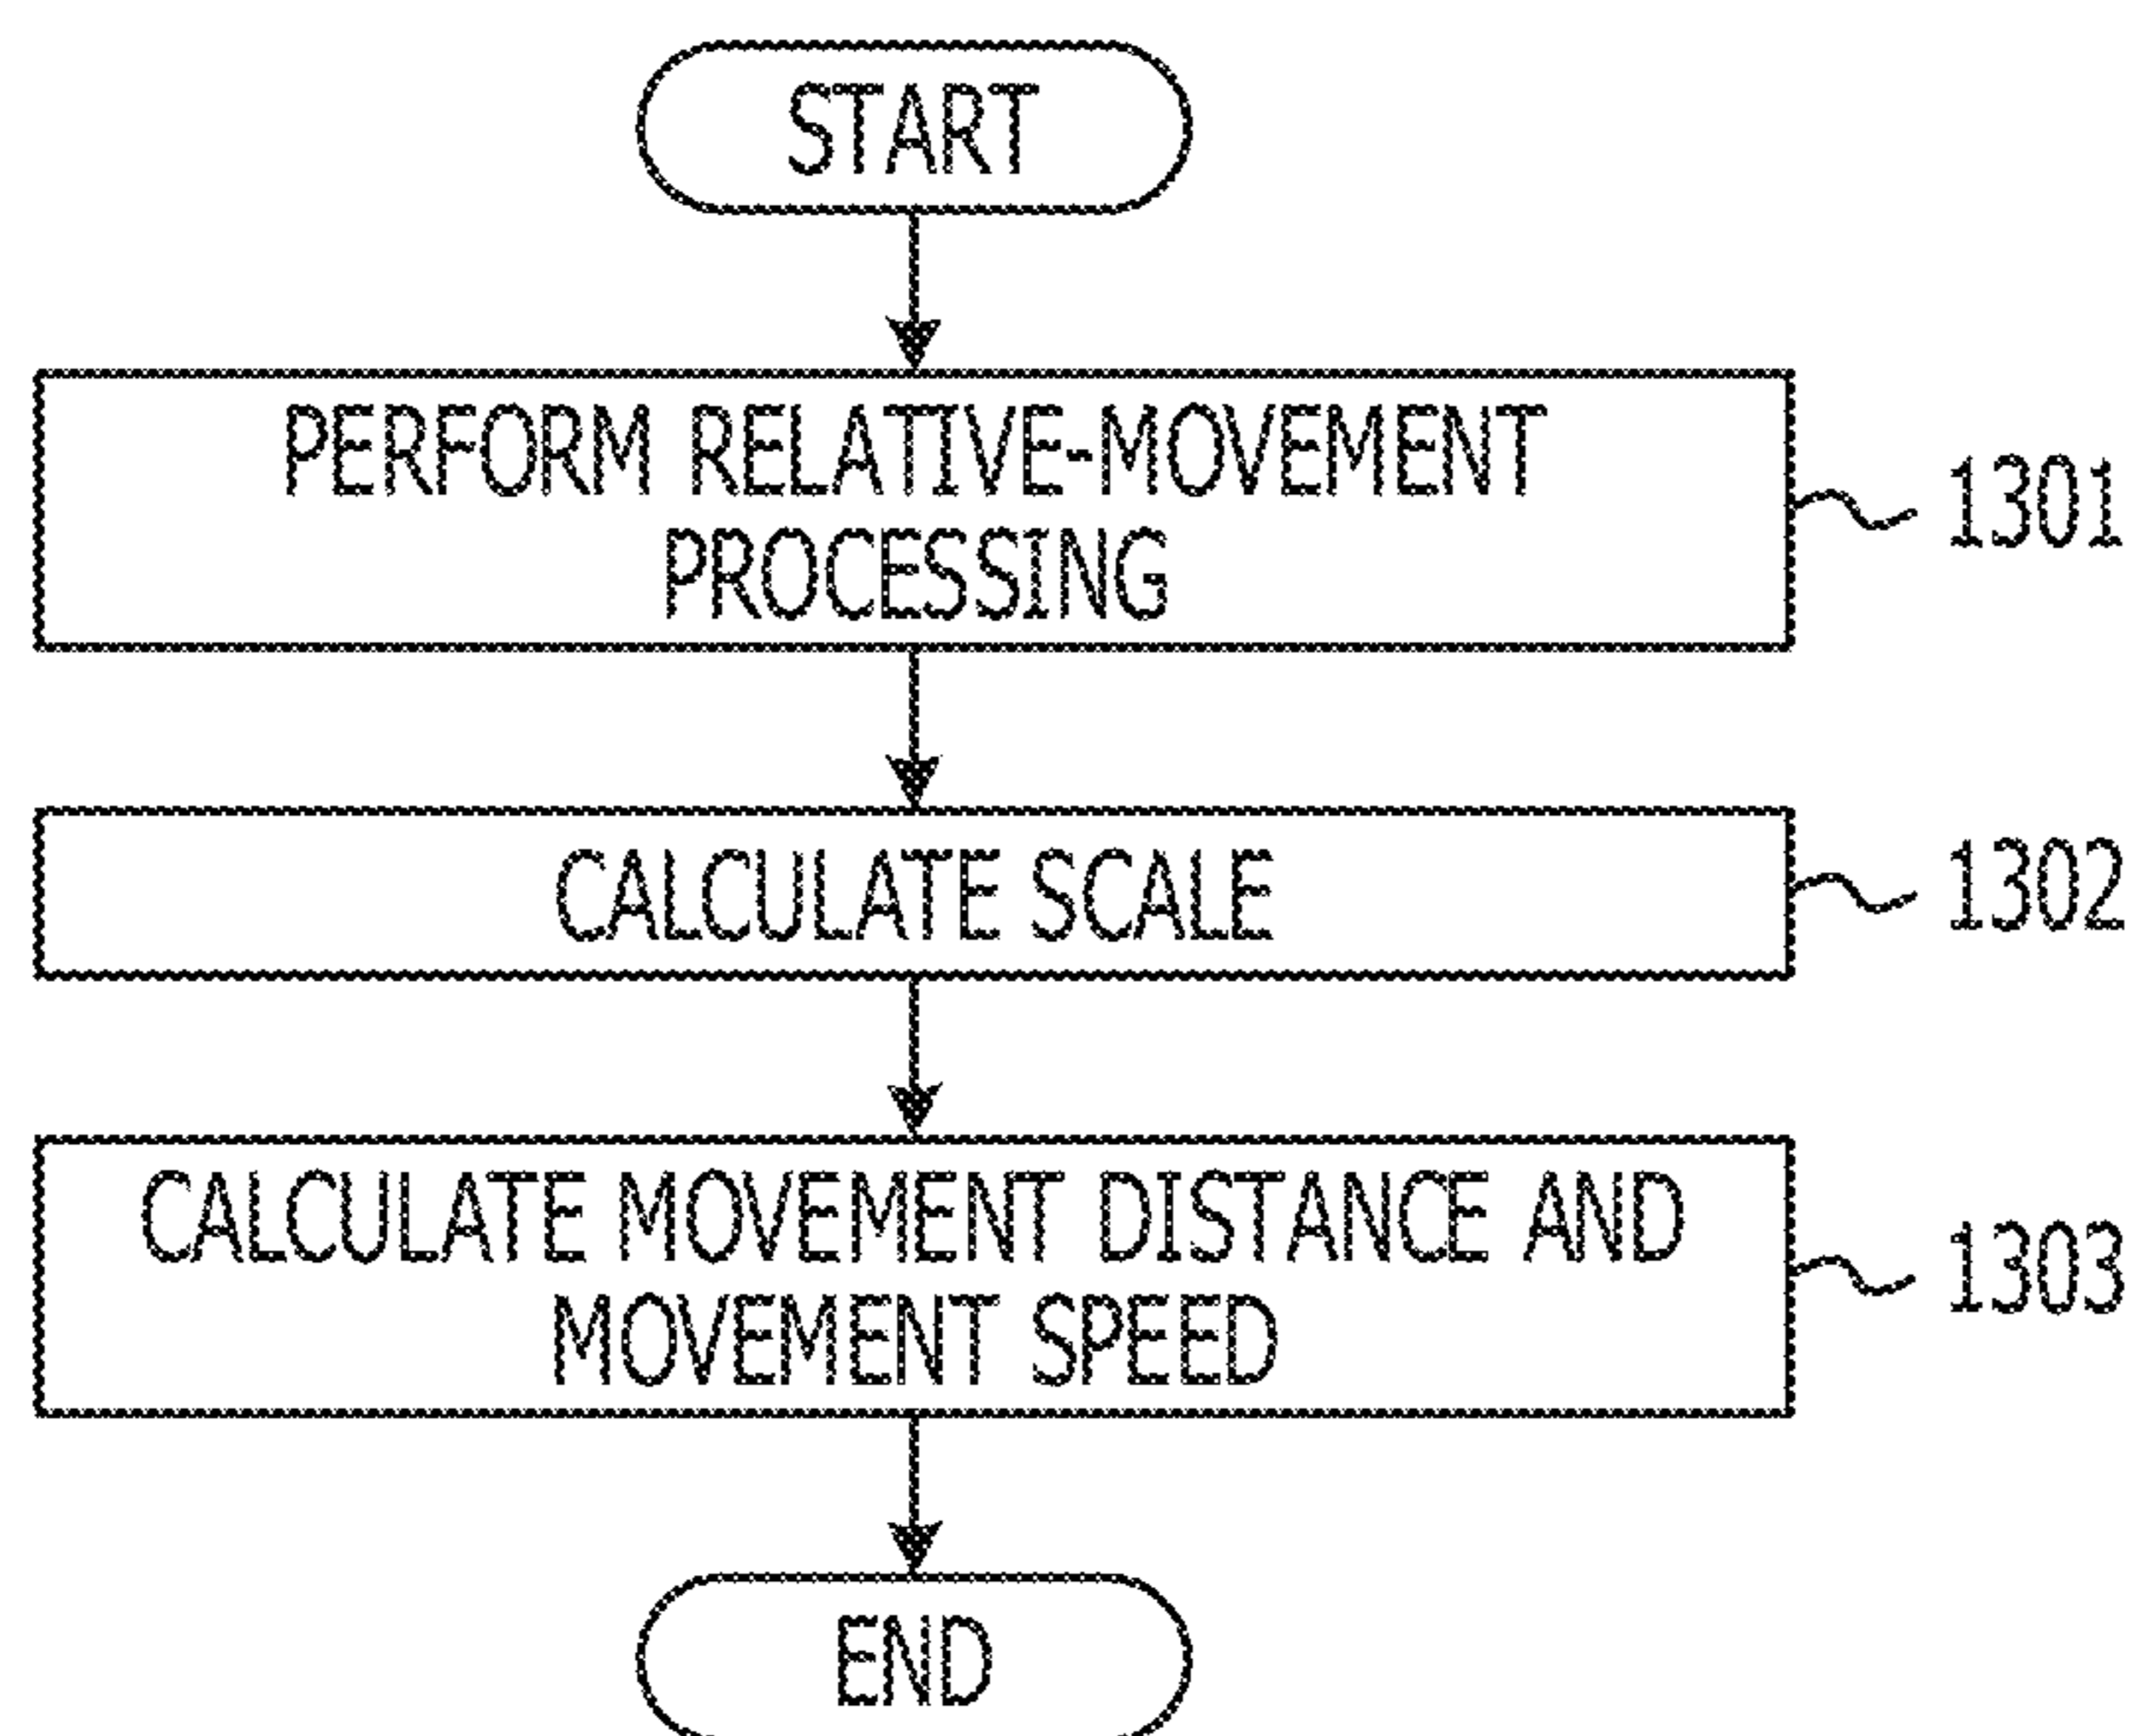 START
PERFORM RELATIVE-MOVEMENT
PROCESSING
1301
CALCULATE SCALE
1302
CALCULATE MOVEMENT DISTANCE AND
MOVEMENT SPEED
1303
END